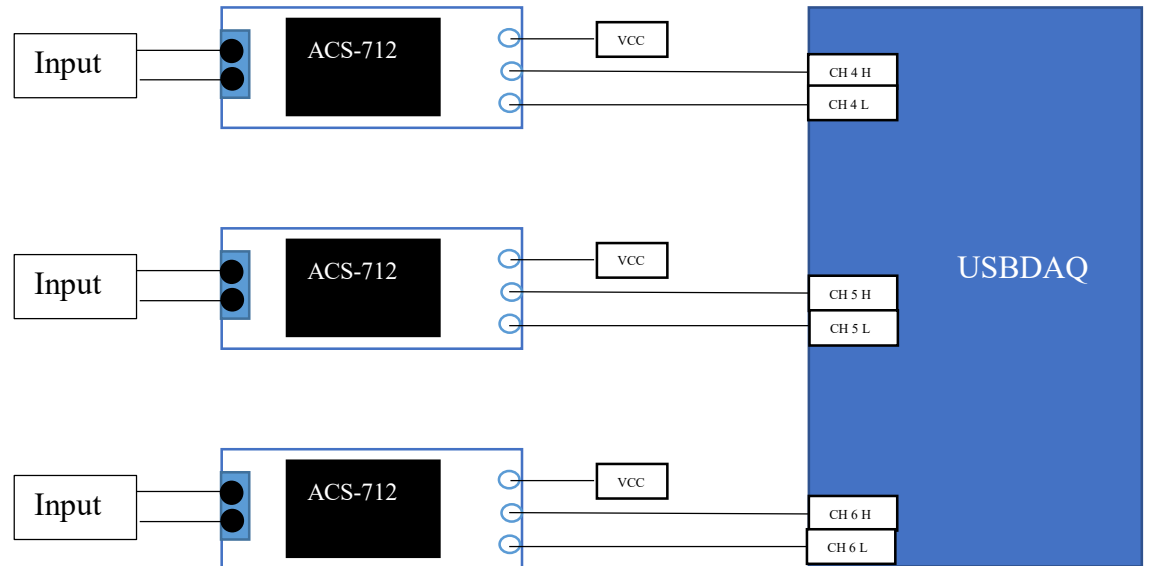 Input
ACS-712
VCC
CH 4 H
CH 4 L
Input
ACS-712
VCC
CH 5 H
CH 5 L
USBDAQ
Input
ACS-712
VCC
CH 6 H
CH 6 L